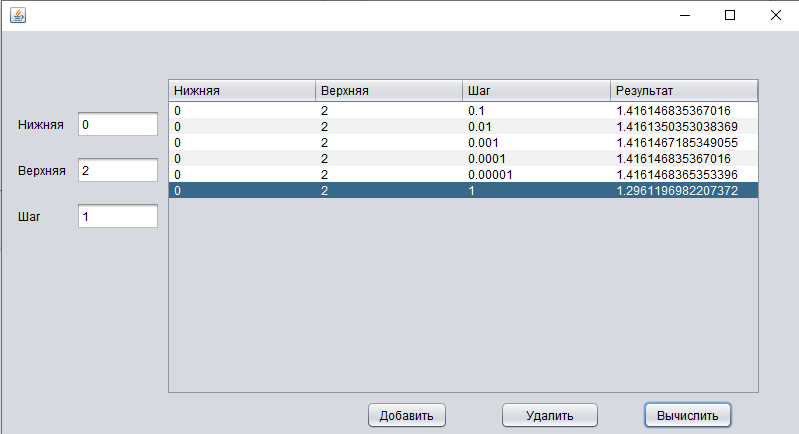 Нижняя Верхняя Шаг Результат
0 2 0.1 1.416146835367016
0 2 0.01 1.4161350353038369
0 2 0.001 1.4161467185349055
0 2 0.0001 1.416146835367016
0 2 0.00001 1.4161468365353396
0 2 1 1.2961196982207372
Нижняя 0
Верхняя 2
Шаг 1
Добавить Удалить Вычислить